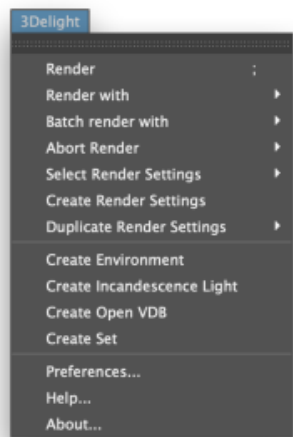 3Delight
Render ;
Render with
Batch render with
Abort Render
Select Render Settings
Create Render Settings
Duplicate Render Settings
Create Environment
Create Incandescence Light
Create Open VDB
Create Set
Preferences...
Help...
About...